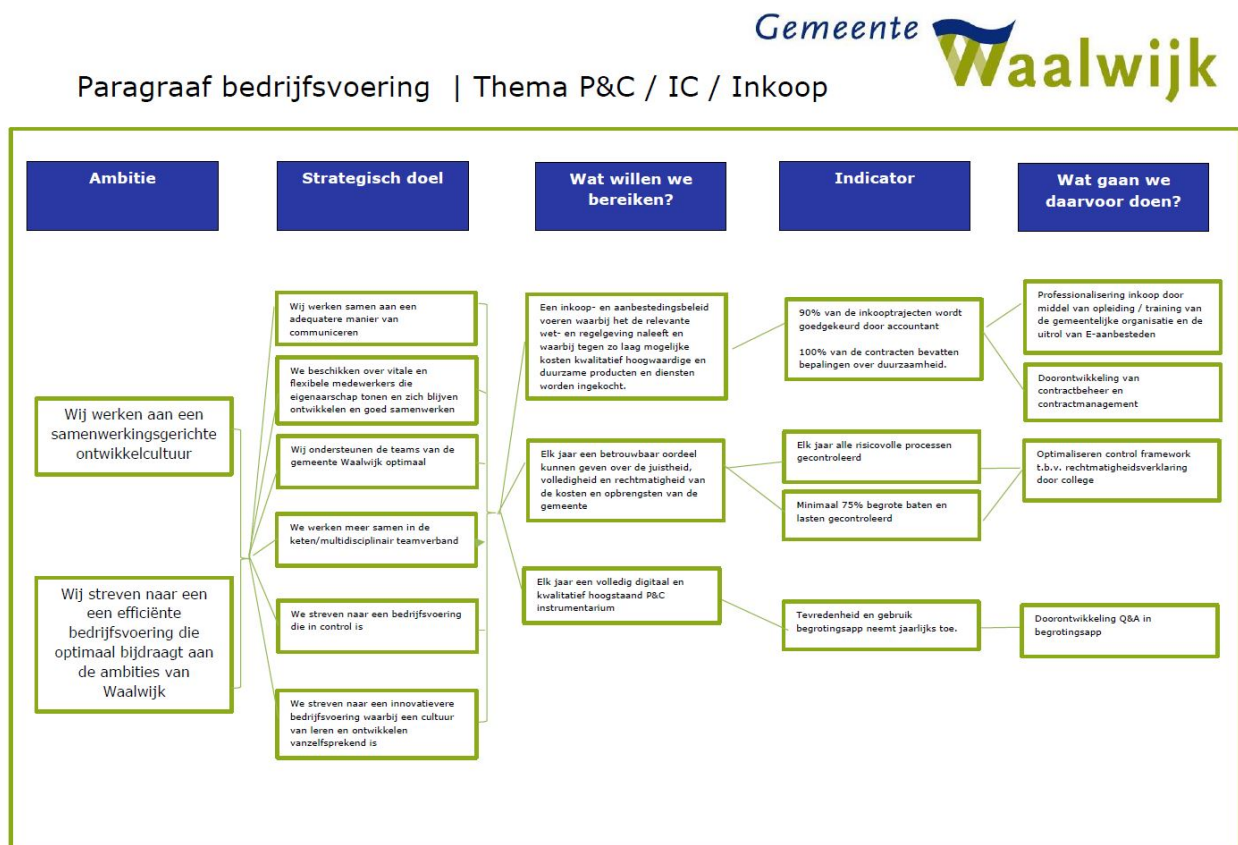 Gemeente Waalwijk
Paragraaf bedrijfsvoering | Thema P&C / IC / Inkoop
Ambitie
Strategisch doel
Wat willen we
bereiken?
Indicator
Wat gaan we
daarvoor doen?
Wij werken aan een
samenwerkingsgerichte
ontwikkelcultuur
Wij streven naar een
een efficiënte
bedrijfsvoering die
optimaal bijdraagt aan
de ambities van
Waalwijk
Wij werken samen aan een
adequatere manier van
communiceren
We beschikken over vitale en
flexibele medewerkers die
eigenaarschap tonen en zich blijven
ontwikkelen en goed samenwerken
Wij ondersteunen de teams van de
gemeente Waalwijk optimaal
We werken meer samen in de
keten/multidisciplinair teamverband
We streven naar een bedrijfsvoering
die in control is
We streven naar een innovatievere
bedrijfsvoering waarbij een cultuur
van leren en ontwikkelen
vanzelfsprekend is
Een inkoop- en aanbestedingsbeleid
voeren waarbij het de relevante
wet- en regelgeving naleeft en
waarbij tegen zo laag mogelijke
kosten kwalitatief hoogwaardige en
duurzame producten en diensten
worden ingekocht.
Elk jaar een betrouwbaar oordeel
kunnen geven over de juistheid,
volledigheid en rechtmatigheid van
de kosten en opbrengsten van de
gemeente
Elk jaar een volledig digitaal en
kwalitatief hoogstaand P&C
instrumentarium
90% van de inkooptrajecten wordt
goedgekeurd door accountant
100% van de contracten bevatten
bepalingen over duurzaamheid.
Elk jaar alle risicovolle processen
gecontroleerd
Minimaal 75% begrote baten en
lasten gecontroleerd
Tevredenheid en gebruik
begrotingsapp neemt jaarlijks toe.
Professionalisering inkoop door
middel van opleiding / training van
de gemeentelijke organisatie en de
uitrol van E-aanbesteden
Doorontwikkeling van
contractbeheer en
contractmanagement
Optimaliseren control framework
t.b.v. rechtmatigheidsverklaring
door college
Doorontwikkeling Q&A in
begrotingsapp